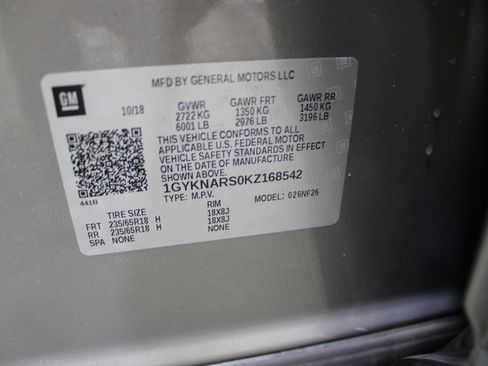 MFD BY GENERAL MOTORS LLC
GM
10/18 GVWR GAWR FRT GAWR RR
2722 KG 1350 KG 1450 KG
6001 LB 2976 LB 3196 LB
THIS VEHICLE CONFORMS TO ALL
APPLICABLE U.S. FEDERAL MOTOR
VEHICLE SAFETY STANDARDS IN
EFFECT ON THE DATE OF MANUFACTURE
SHOWN ABOVE.
1GYKNARS0KZ168542
TYPE: M.P.V. MODEL: 026NF26
441B
TIRE SIZE RIM
FRT 235/65R18 H 18X8J
RR 235/65R18 H 18X8J
SPA NONE NONE